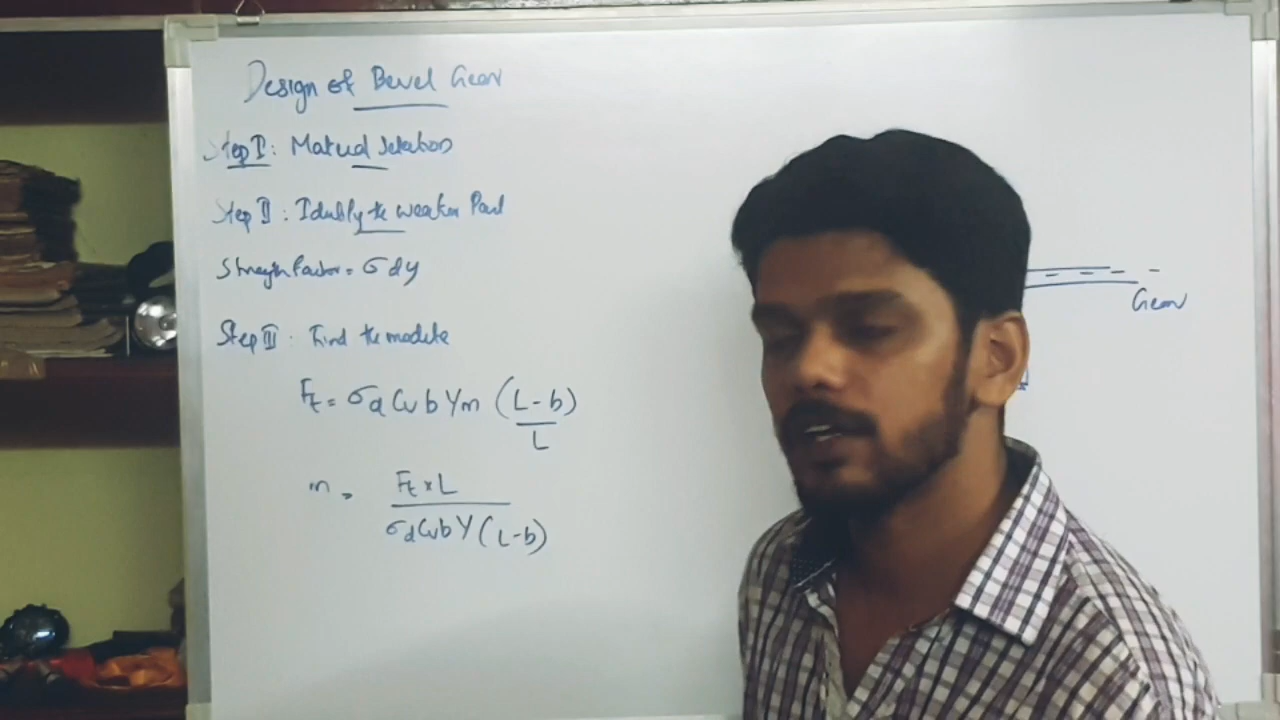 Design of Bevel Gear
Step I : Material selection
Step II : Identify the weaker Part
Strength factor = σdy
Step III : Find the module
Ft = σd Cv b Y m (L - b)
L
m = Ft × L
σd Cv b Y (L - b)
Gear